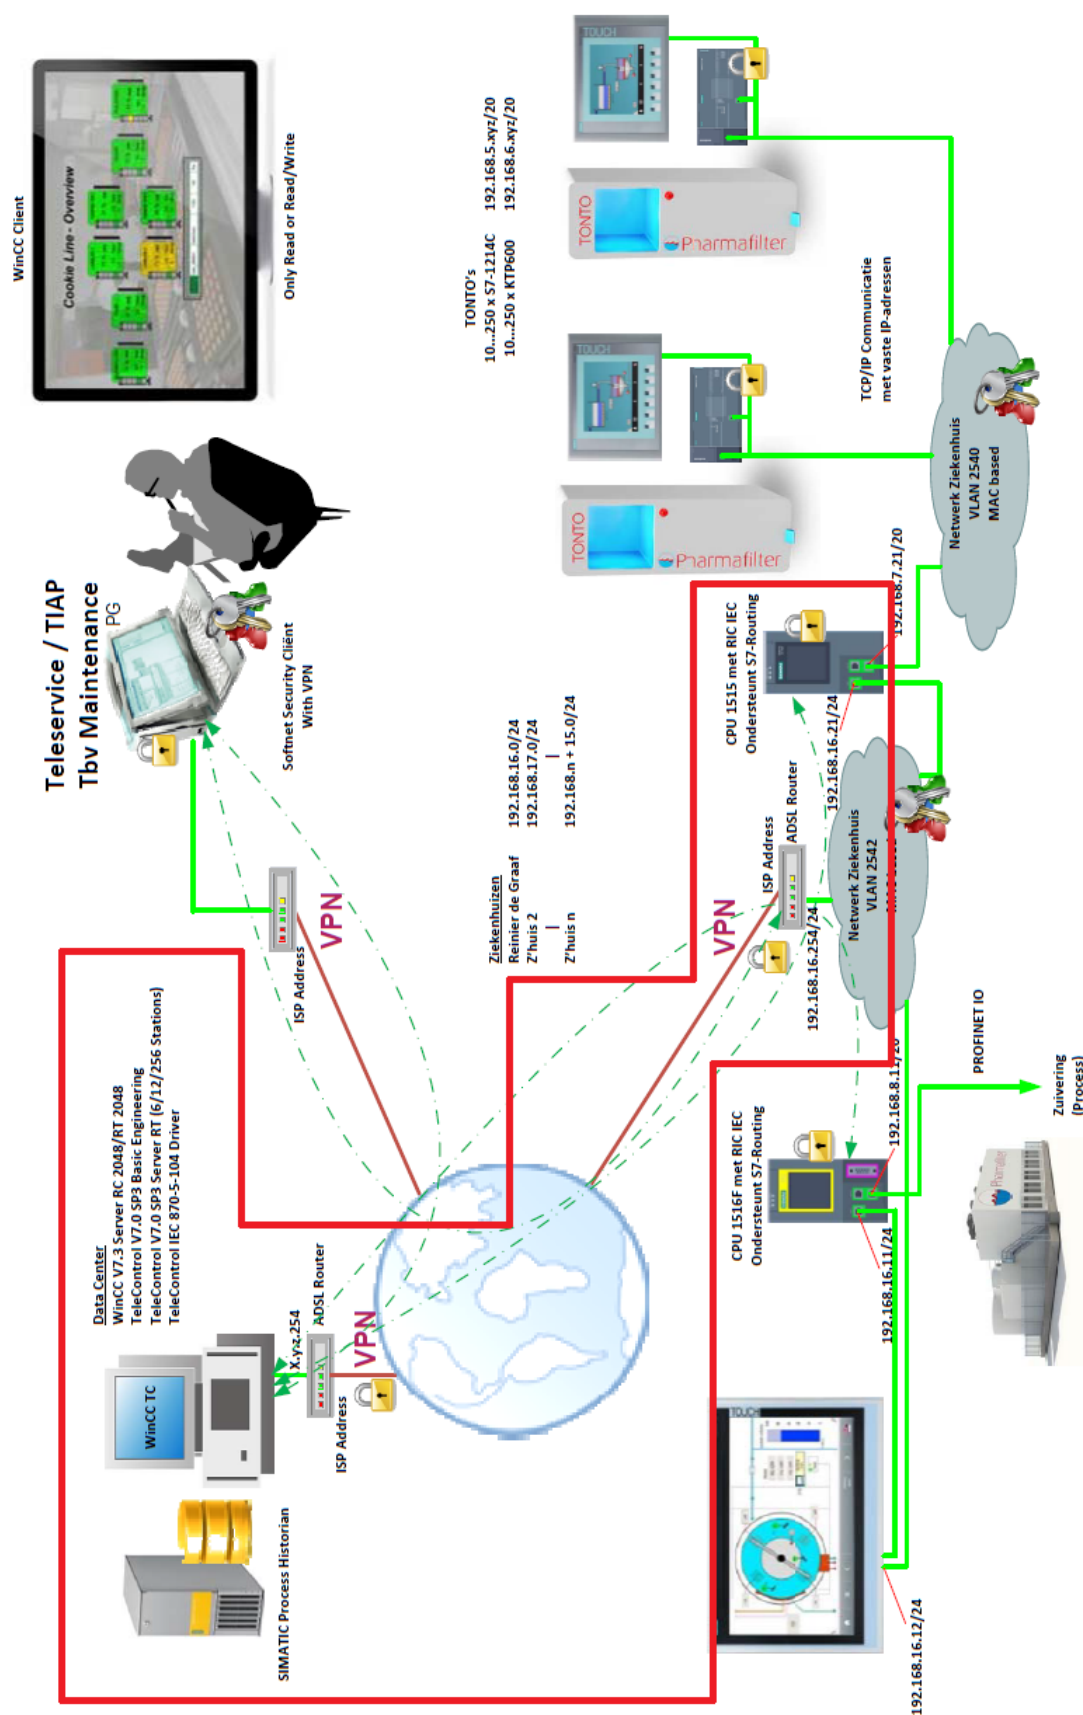 WinCC Client
Cookie Line - Overview
Only Read or Read/Write
Teleservice / TIAP
Tbv Maintenance
PG
Softnet Security Cliënt
With VPN
ISP Address
VPN
Data Center
WinCC V7.3 Server RC 2048/RT 2048
TeleControl V7.0 SP3 Basic Engineering
TeleControl V7.0 SP3 Server RT (6/12/256 Stations)
TeleControl IEC 870-5-104 Driver
WinCC TC
SIMATIC Process Historian
X.y.z.254
ADSL Router
ISP Address
VPN
TONTO's
10...250 x S7-1214C 192.168.5.xyz/20
10...250 x KTP600 192.168.6.xyz/20
Ziekenhuizen
Reinier de Graaf 192.168.16.0/24
Z'huis 2 192.168.17.0/24
| |
Z'huis n 192.168.n + 15.0/24
TOUCH
TONTO
Pharmafilter
TOUCH
TONTO
Pharmafilter
TCP/IP Communicatie
met vaste IP-adressen
Netwerk Ziekenhuis
VLAN 2540
MAC based
192.168.7.21/20
CPU 1515 met RIC IEC
Ondersteunt S7-Routing
192.168.16.21/24
ISP Address
ADSL Router
VPN
192.168.16.254/24
Netwerk Ziekenhuis
VLAN 2542
CPU 1516F met RIC IEC
Ondersteunt S7-Routing
192.168.8.11/20
192.168.16.11/24
PROFINET IO
Zuivering
(Process)
Pharmafilter
TOUCH
192.168.16.12/24